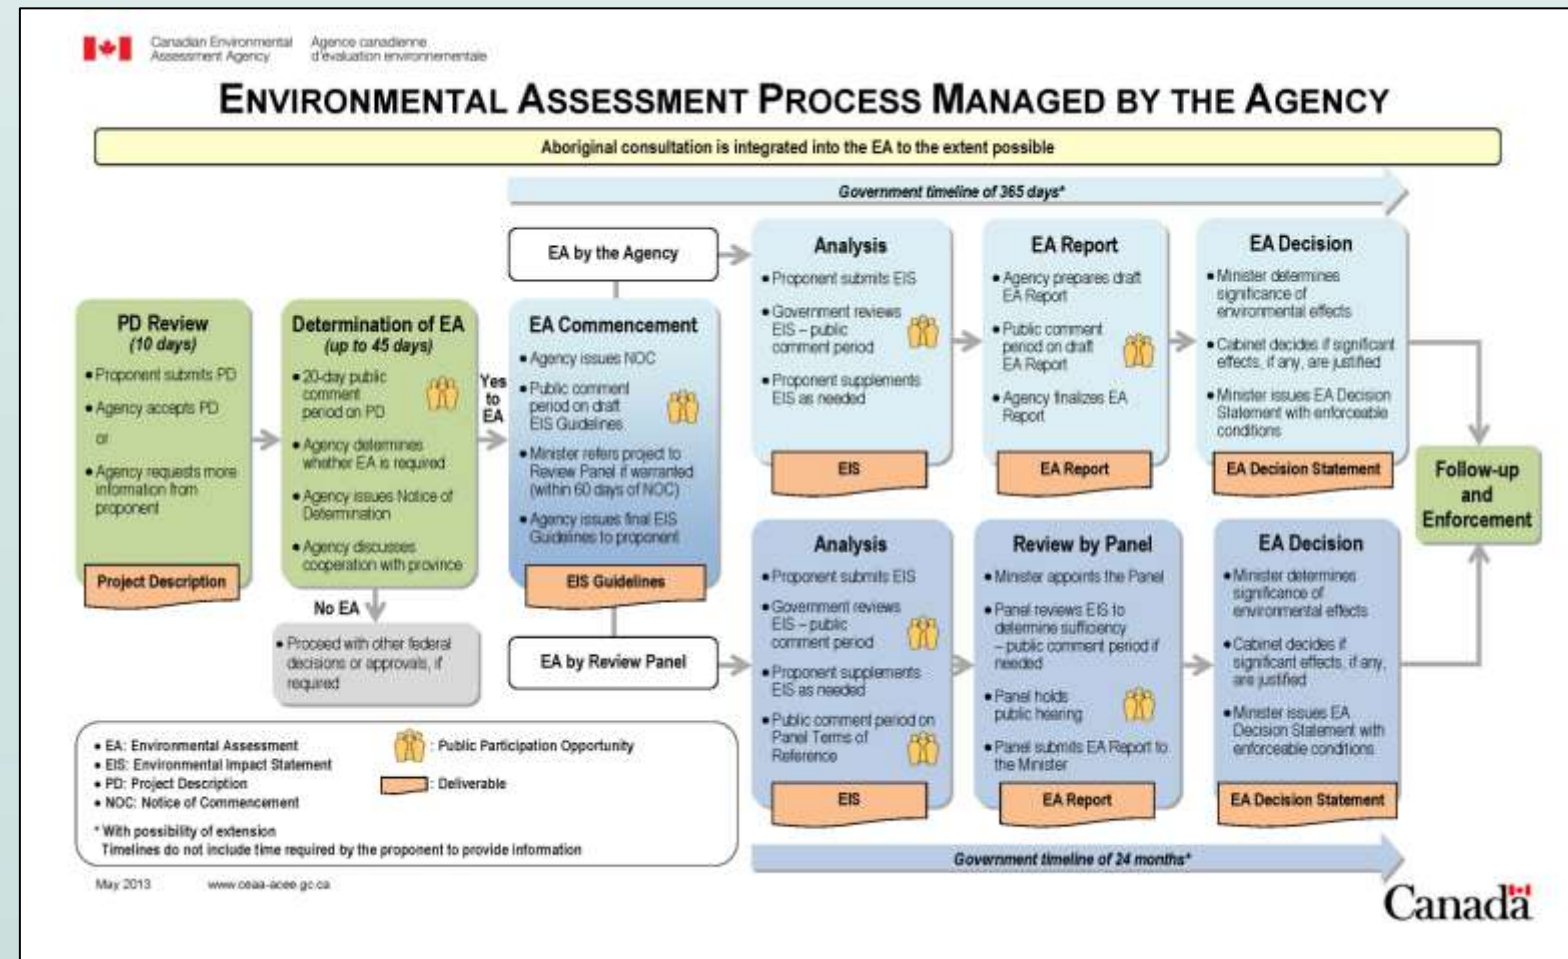 Canadian Environmental
Assessment Agency
Agence canadienne
d'évaluation environnementale
ENVIRONMENTAL ASSESSMENT PROCESS MANAGED BY THE AGENCY
Aboriginal consultation is integrated into the EA to the extent possible
Government timeline of 365 days*
PD Review
(10 days)
• Proponent submits PD
• Agency accepts PD
or
• Agency requests more
information from
proponent
Project Description
Determination of EA
(up to 45 days)
• 20-day public
comment
period on PD
• Agency determines
whether EA is required
• Agency issues Notice of
Determination
• Agency discusses
cooperation with province
No EA
• Proceed with other federal
decisions or approvals, if
required
Yes
to
EA
EA by the Agency
EA Commencement
• Agency issues NOC
• Public comment
period on draft
EIS Guidelines
• Minister refers project to
Review Panel if warranted
(within 60 days of NOC)
• Agency issues final EIS
Guidelines to proponent
EIS Guidelines
EA by Review Panel
Analysis
• Proponent submits EIS
• Government reviews
EIS – public
comment period
• Proponent supplements
EIS as needed
EIS
EA Report
• Agency prepares draft
EA Report
• Public comment
period on draft
EA Report
• Agency finalizes EA
Report
EA Report
EA Decision
• Minister determines
significance of
environmental effects
• Cabinet decides if significant
effects, if any, are justified
• Minister issues EA Decision
Statement with enforceable
conditions
EA Decision Statement
Analysis
• Proponent submits EIS
• Government reviews
EIS – public
comment period
• Proponent supplements
EIS as needed
• Public comment period on
Panel Terms of
Reference
EIS
Review by Panel
• Minister appoints the Panel
• Panel reviews EIS to
determine sufficiency
– public comment period if
needed
• Panel holds
public hearing
• Panel submits EA Report to
the Minister
EA Report
EA Decision
• Minister determines
significance of
environmental effects
• Cabinet decides if
significant effects, if any,
are justified
• Minister issues EA
Decision Statement with
enforceable conditions
EA Decision Statement
Follow-up
and
Enforcement
Government timeline of 24 months*
• EA: Environmental Assessment
• EIS: Environmental Impact Statement
• PD: Project Description
• NOC: Notice of Commencement
: Public Participation Opportunity
: Deliverable
* With possibility of extension
Timelines do not include time required by the proponent to provide information
May 2013 www.ceaa-acee.gc.ca
Canada